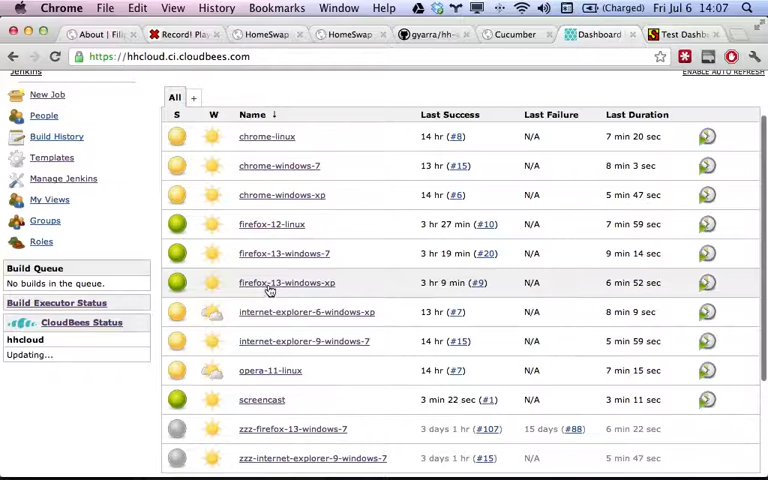 Chrome File Edit View History Bookmarks Window Help (Charged) Fri Jul 6 14:07
About | Fili Record! Play HomeSwap HomeSwap gyarra/hh- Cucumber Dashboard Test Dashb
https://hhcloud.ci.cloudbees.com
Jenkins
ENABLE AUTO REFRESH
New Job
People
Build History
Templates
Manage Jenkins
My Views
Groups
Roles
Build Queue
No builds in the queue.
Build Executor Status
CloudBees Status
hhcloud
Updating...
All +
S W Name ↓ Last Success Last Failure Last Duration
chrome-linux 14 hr (#8) N/A 7 min 20 sec
chrome-windows-7 13 hr (#15) N/A 8 min 3 sec
chrome-windows-xp 14 hr (#6) N/A 5 min 47 sec
firefox-12-linux 3 hr 27 min (#10) N/A 7 min 59 sec
firefox-13-windows-7 3 hr 19 min (#20) N/A 9 min 14 sec
firefox-13-windows-xp 3 hr 9 min (#9) N/A 6 min 52 sec
internet-explorer-6-windows-xp 13 hr (#7) N/A 8 min 9 sec
internet-explorer-9-windows-7 14 hr (#15) N/A 5 min 59 sec
opera-11-linux 14 hr (#7) N/A 7 min 15 sec
screencast 3 min 22 sec (#1) N/A 3 min 11 sec
zzz-firefox-13-windows-7 3 days 1 hr (#107) 15 days (#88) 6 min 22 sec
zzz-internet-explorer-9-windows-7 3 days 1 hr (#15) N/A 5 min 47 sec